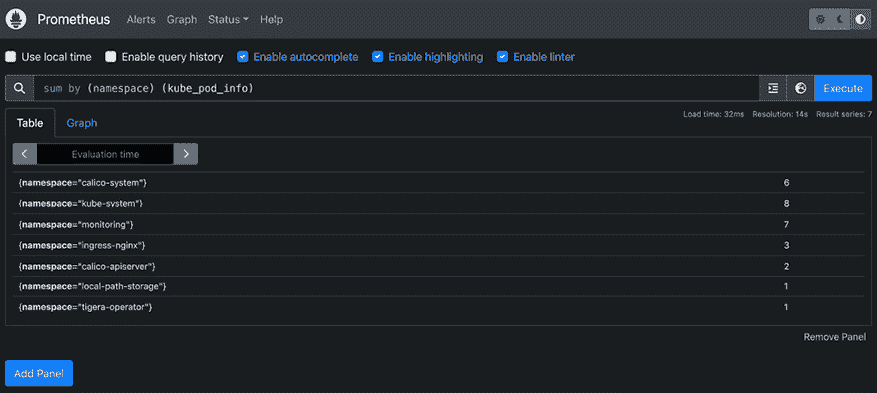 Prometheus Alerts Graph Status Help
Use local time Enable query history Enable autocomplete Enable highlighting Enable linter
sum by (namespace) (kube_pod_info) Execute
Load time: 32ms Resolution: 14s Result series: 7
Table Graph
Evaluation time
{namespace="calico-system"} 6
{namespace="kube-system"} 8
{namespace="monitoring"} 7
{namespace="ingress-nginx"} 3
{namespace="calico-apiserver"} 2
{namespace="local-path-storage"} 1
{namespace="tigera-operator"} 1
Remove Panel
Add Panel